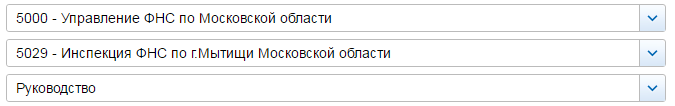 5000 - Управление ФНС по Московской области
5029 - Инспекция ФНС по г.Мытищи Московской области
Руководство